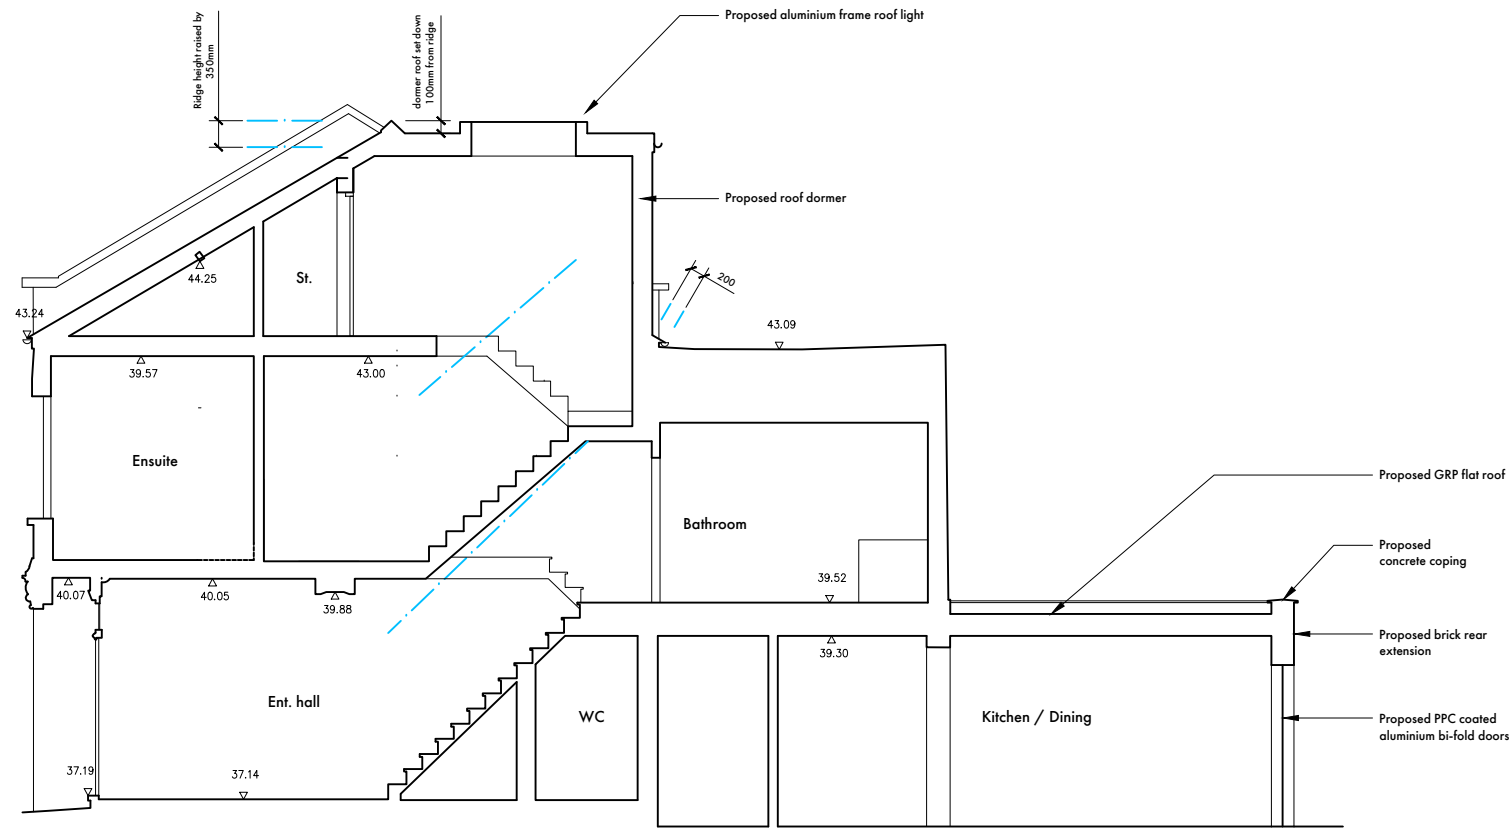 Proposed aluminium frame roof light
Ridge height raised by
350mm
dormer roof set down
100mm from ridge
Proposed roof dormer
44.25
St.
200
43.24
43.09
39.57
43.00
Ensuite
Proposed GRP flat roof
Bathroom
Proposed
concrete coping
39.52
40.07
40.05
39.88
Proposed brick rear
extension
39.30
Ent. hall
WC
Kitchen / Dining
Proposed PPC coated
aluminium bi-fold doors
37.19
37.14